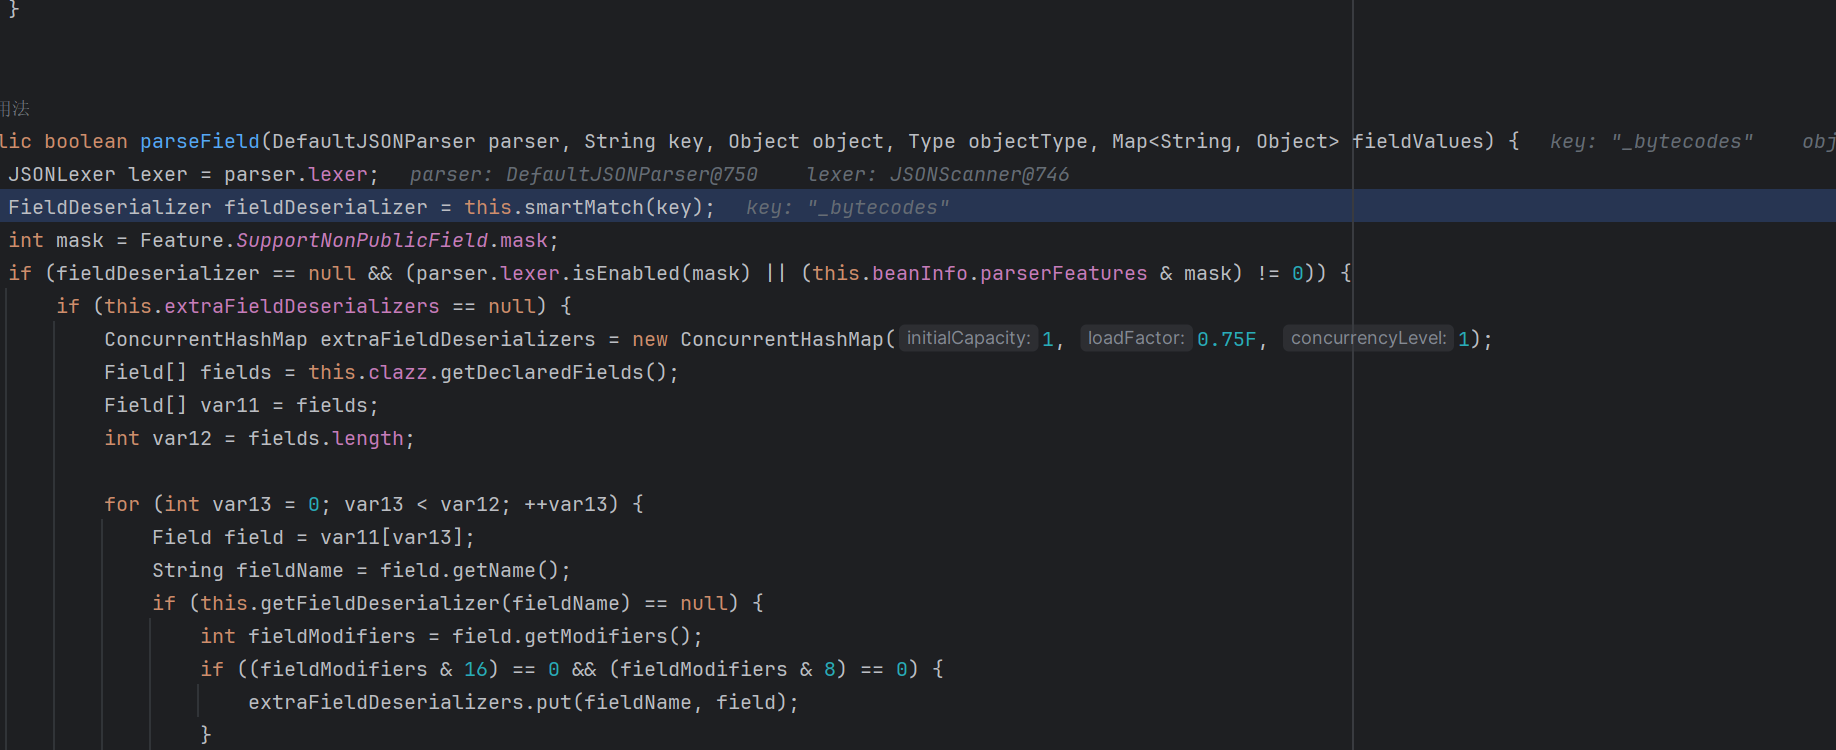 }
用法
lic boolean parseField(DefaultJSONParser parser, String key, Object object, Type objectType, Map<String, Object> fieldValues) {   key: "_bytecodes"    obj
JSONLexer lexer = parser.lexer;   parser: DefaultJSONParser@750    lexer: JSONScanner@746
FieldDeserializer fieldDeserializer = this.smartMatch(key);   key: "_bytecodes"
int mask = Feature.SupportNonPublicField.mask;
if (fieldDeserializer == null && (parser.lexer.isEnabled(mask) || (this.beanInfo.parserFeatures & mask) != 0)) {
if (this.extraFieldDeserializers == null) {
ConcurrentHashMap extraFieldDeserializers = new ConcurrentHashMap( initialCapacity: 1, loadFactor: 0.75F, concurrencyLevel: 1);
Field[] fields = this.clazz.getDeclaredFields();
Field[] var11 = fields;
int var12 = fields.length;
for (int var13 = 0; var13 < var12; ++var13) {
Field field = var11[var13];
String fieldName = field.getName();
if (this.getFieldDeserializer(fieldName) == null) {
int fieldModifiers = field.getModifiers();
if ((fieldModifiers & 16) == 0 && (fieldModifiers & 8) == 0) {
extraFieldDeserializers.put(fieldName, field);
}